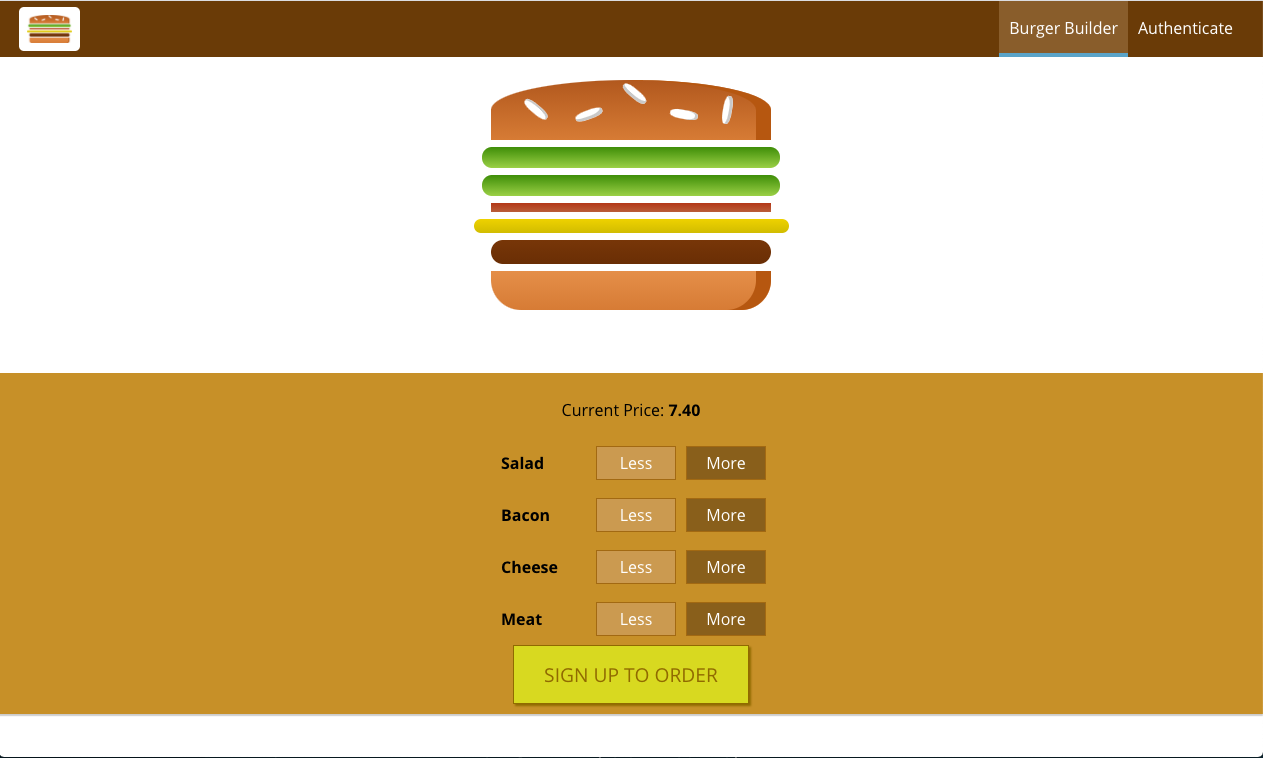 Burger Builder Authenticate
Current Price: 7.40
Salad Less More
Bacon Less More
Cheese Less More
Meat Less More
SIGN UP TO ORDER